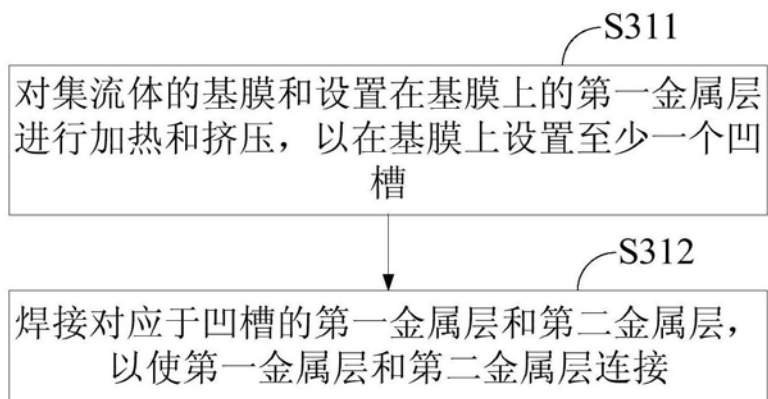 S311
对集流体的基膜和设置在基膜上的第一金属层
进行加热和挤压，以在基膜上设置至少一个凹
槽
S312
焊接对应于凹槽的第一金属层和第二金属层，
以使第一金属层和第二金属层连接